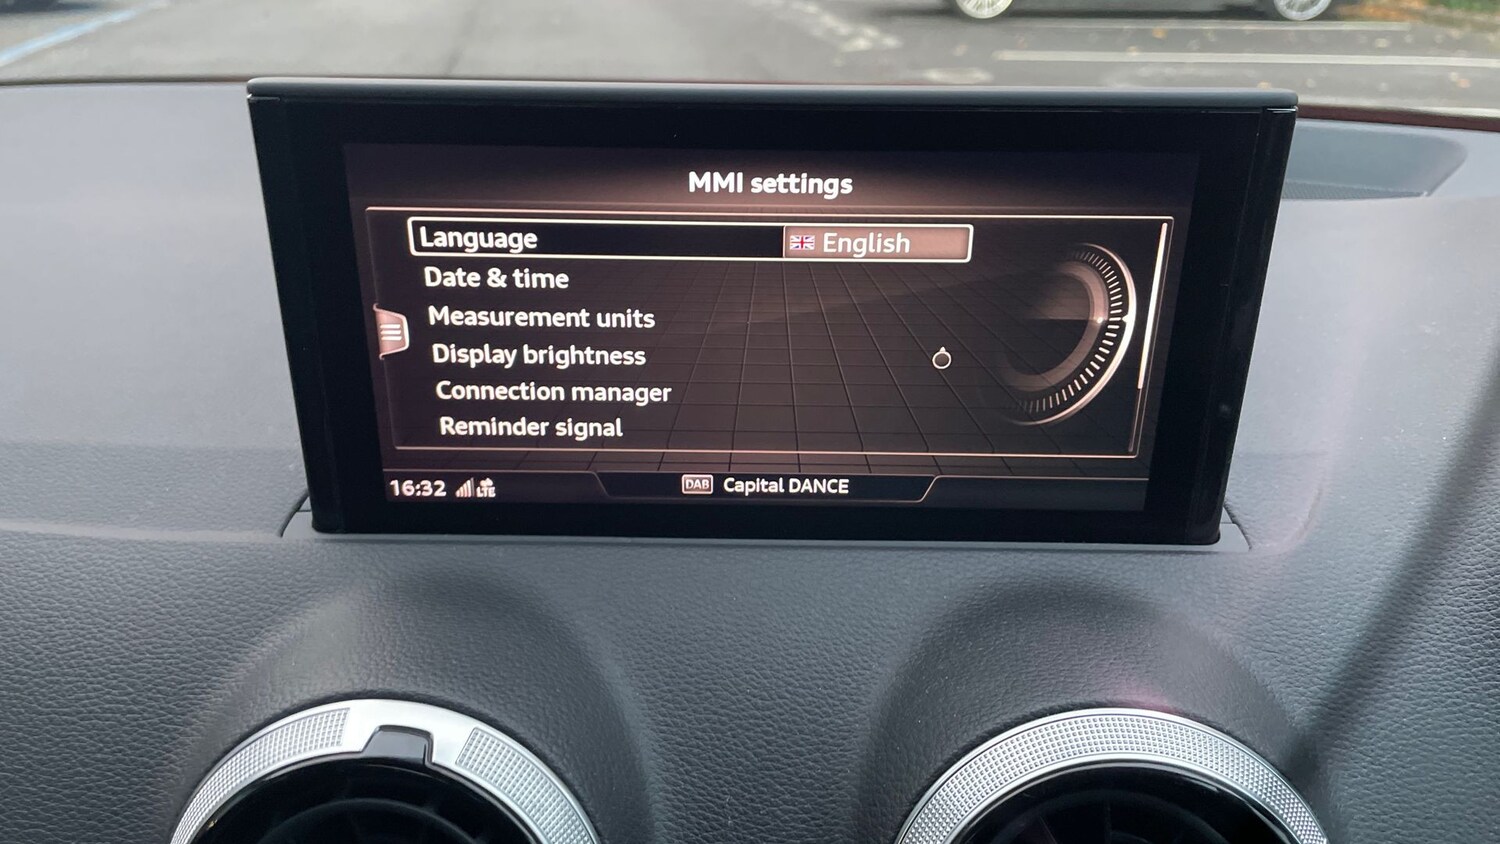 MMI settings
Language English
Date & time
Measurement units
Display brightness
Connection manager
Reminder signal
16:32 LTE DAB Capital DANCE